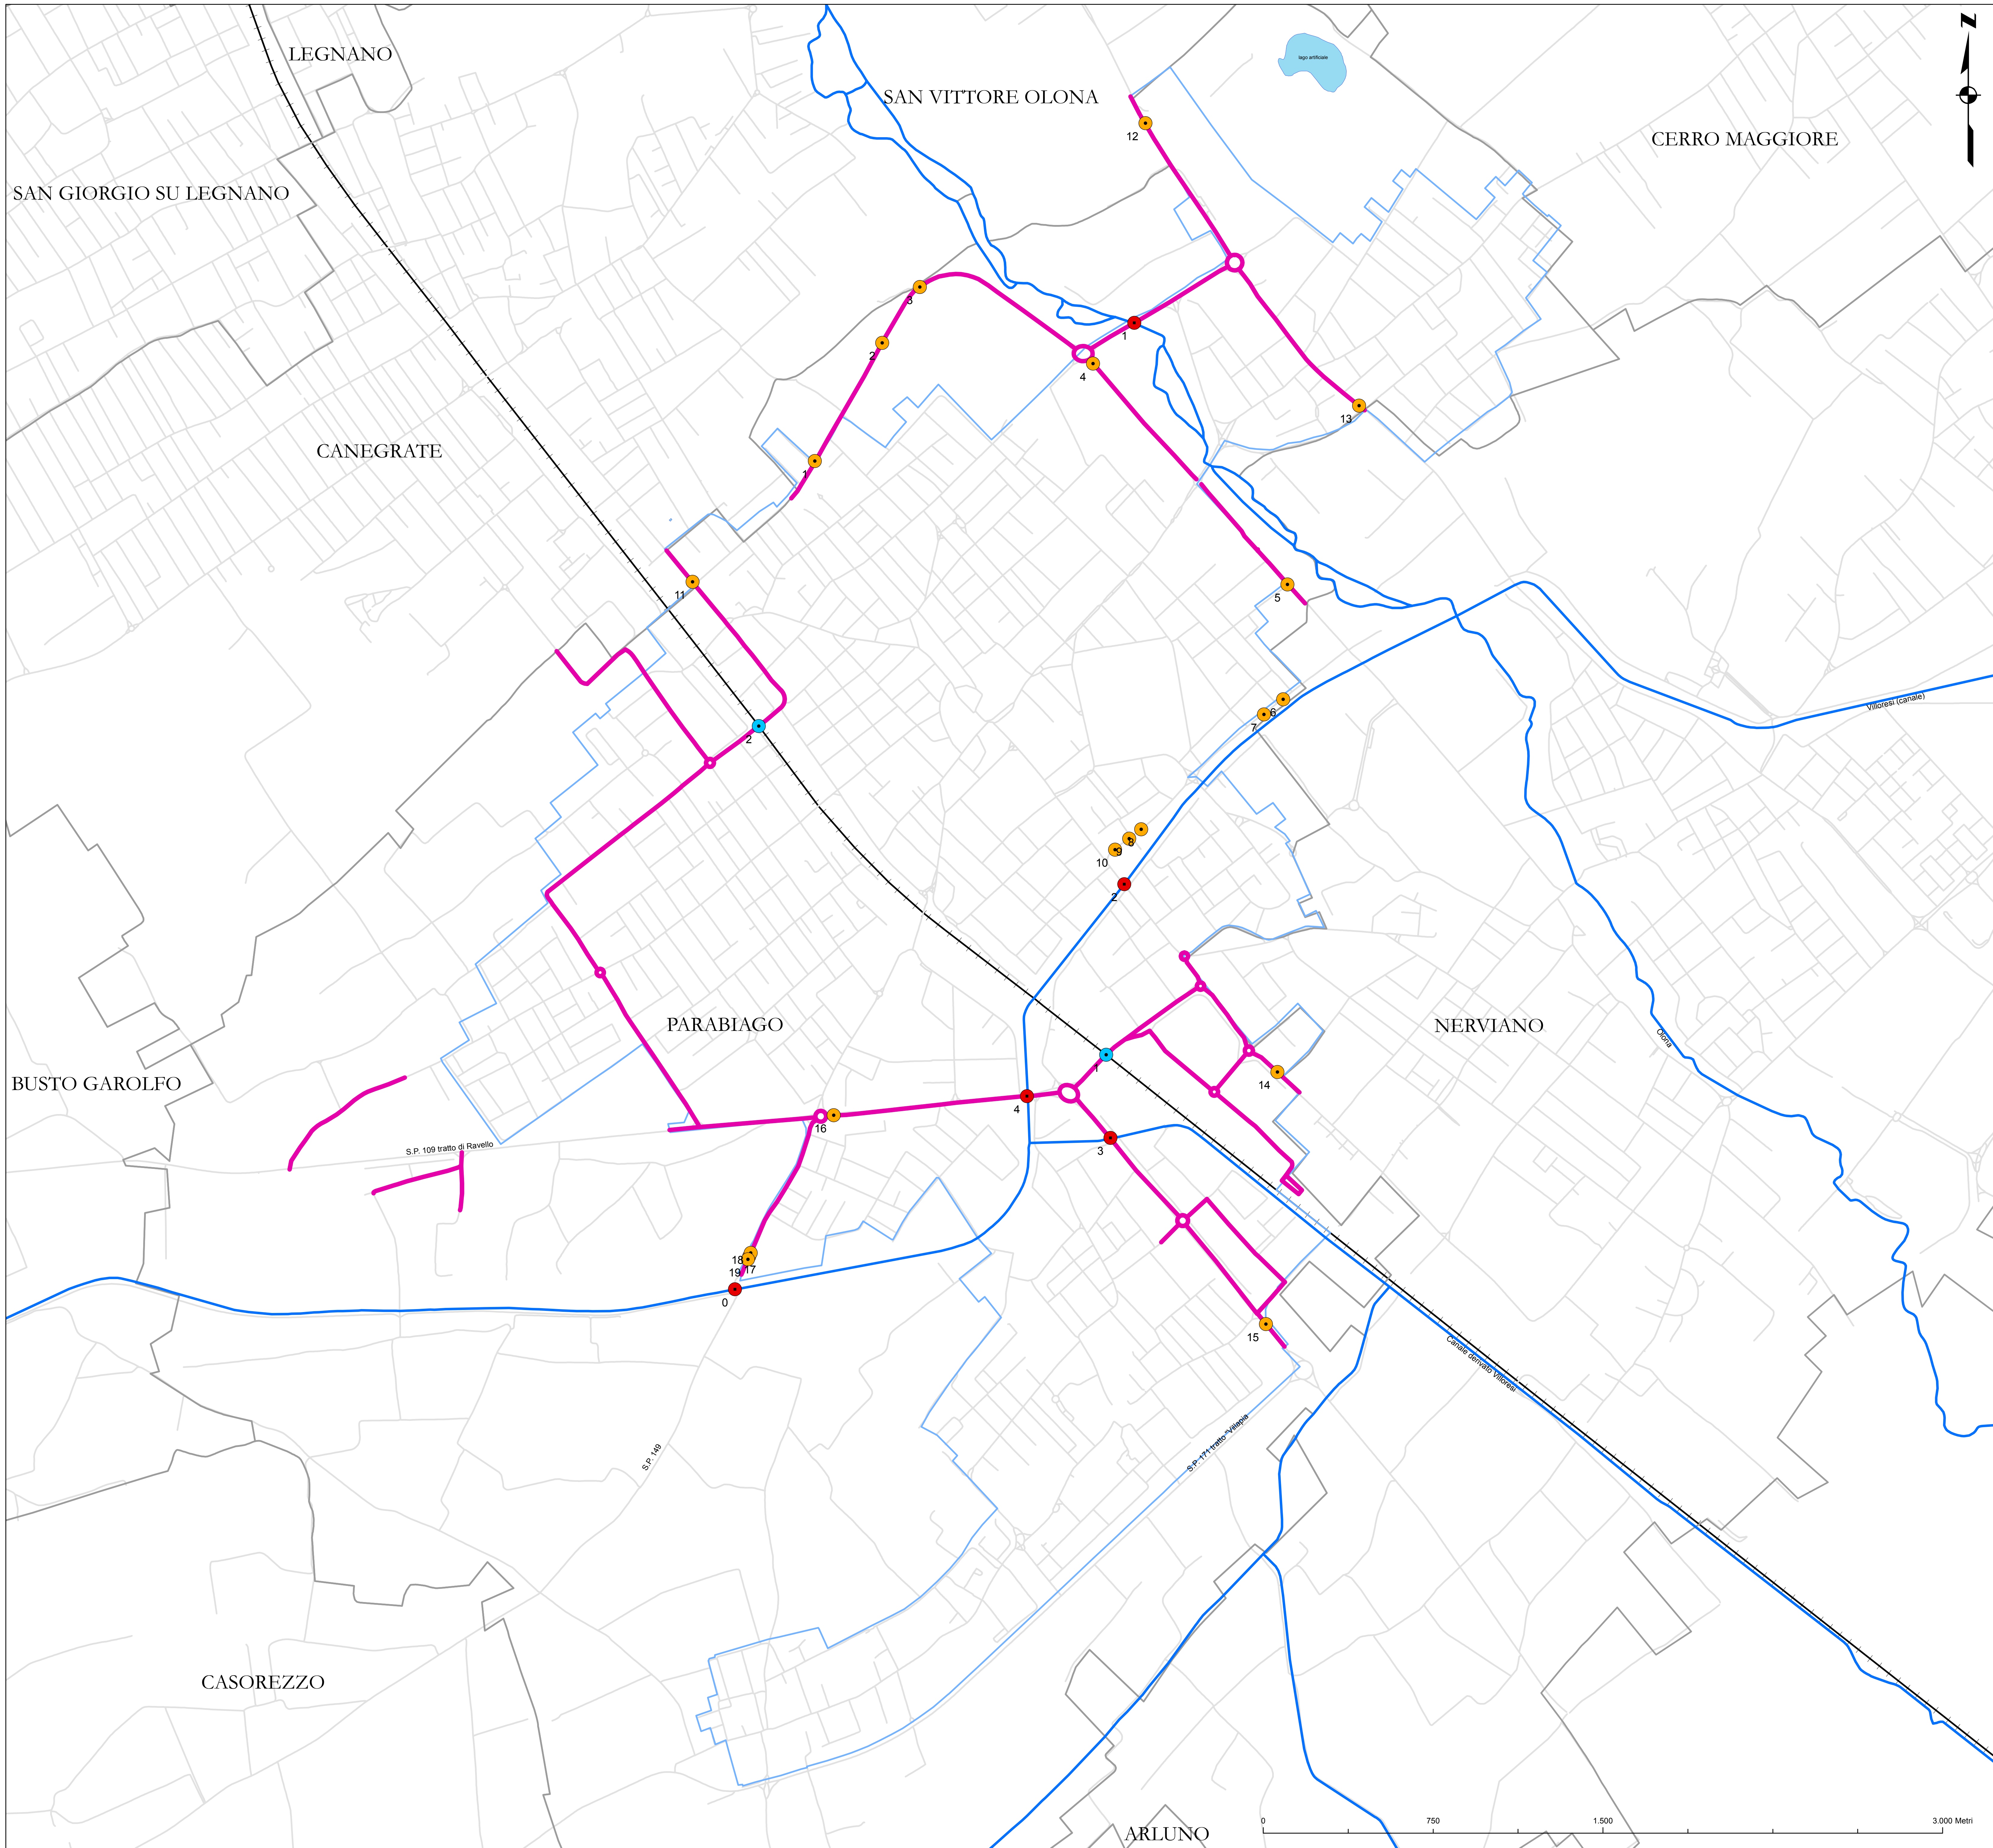 N
LEGNANO
lago artificiale
SAN VITTORE OLONA
12
CERRO MAGGIORE
SAN GIORGIO SU LEGNANO
3
1
2
4
13
CANEGRATE
1
11
5
Villoresi (canale)
6
7
2
8
9
10
2
PARABIAGO
NERVIANO
Olona
1
BUSTO GAROLFO
14
4
16
S.P. 109 tratto di Ravello
3
18
17
19
0
15
Canale derivato Villoresi
S.P. 171 tratto "Villapia
S.P. 149
CASOREZZO
0
750
1.500
3.000 Metri
ARLUNO